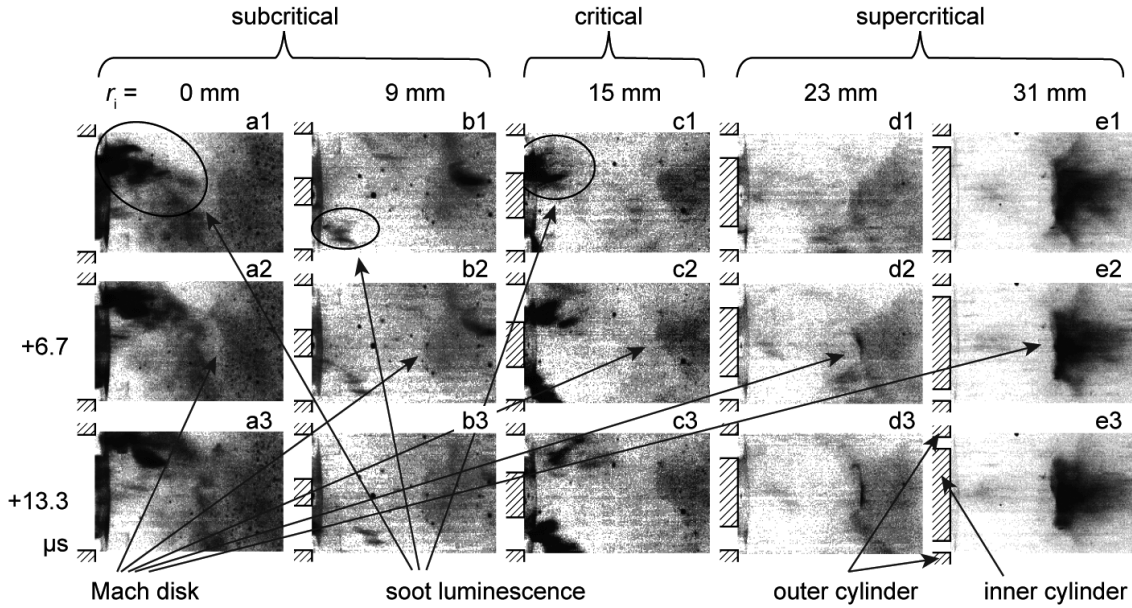 subcritical critical supercritical
rᵢ = 0 mm 9 mm 15 mm 23 mm 31 mm
a1 b1 c1 d1 e1
a2 b2 c2 d2 e2
+6.7
a3 b3 c3 d3 e3
+13.3
µs
Mach disk soot luminescence outer cylinder inner cylinder